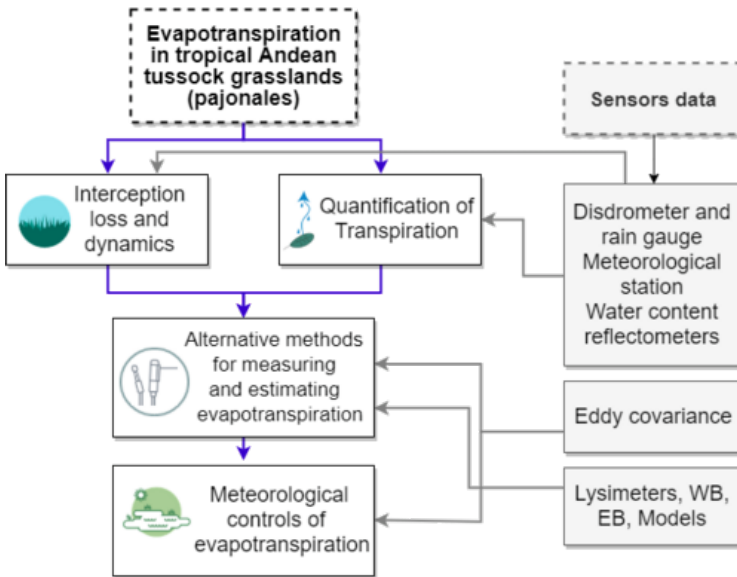 Evapotranspiration
in tropical Andean
tussock grasslands
(pajonales)
Sensors data
Interception
loss and
dynamics
Quantification of
Transpiration
Disdrometer and
rain gauge
Meteorological
station
Water content
reflectometers
Alternative methods
for measuring
and estimating
evapotranspiration
Eddy covariance
Meteorological
controls of
evapotranspiration
Lysimeters, WB,
EB, Models